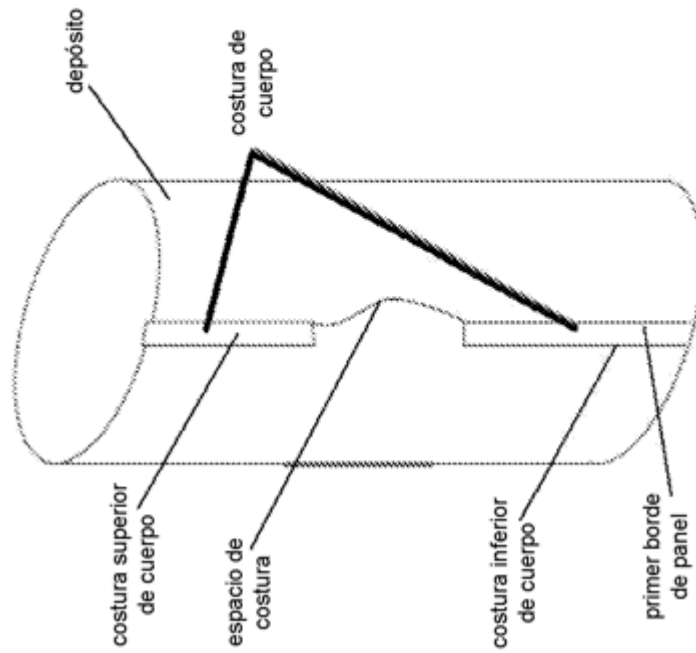 depósito
costura de
cuerpo
costura superior
de cuerpo
espacio de
costura
costura inferior
de cuerpo
primer borde
de panel